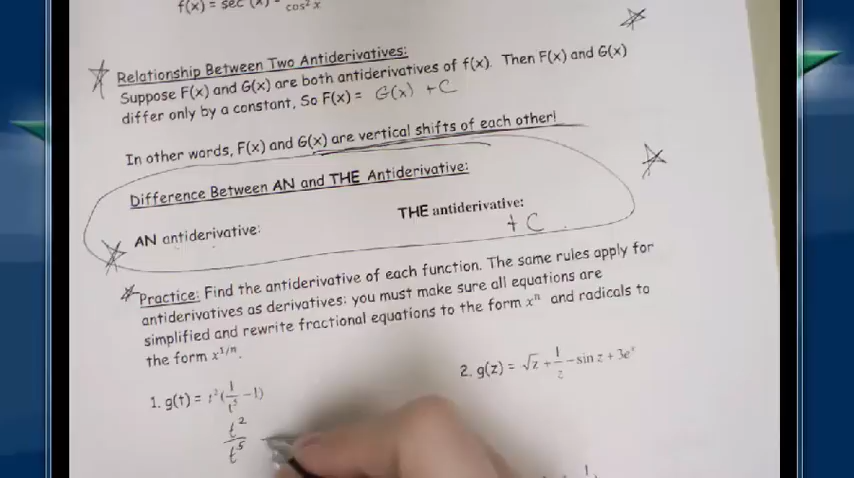 f(x) = sec²(x) =
cos² x
Relationship Between Two Antiderivatives:
Suppose F(x) and G(x) are both antiderivatives of f(x). Then F(x) and G(x)
differ only by a constant, So F(x) = G(x) + C
In other words, F(x) and G(x) are vertical shifts of each other!
Difference Between AN and THE Antiderivative:
AN antiderivative: THE antiderivative:
+ C
Practice: Find the antiderivative of each function. The same rules apply for
antiderivatives as derivatives; you must make sure all equations are
simplified and rewrite fractional equations to the form xⁿ and radicals to
the form x^1/n.
1. g(t) = t²(1/t⁵ − 1) 2. g(z) = √z + 1/z − sin z + 3eᶻ
t²/t⁵ −